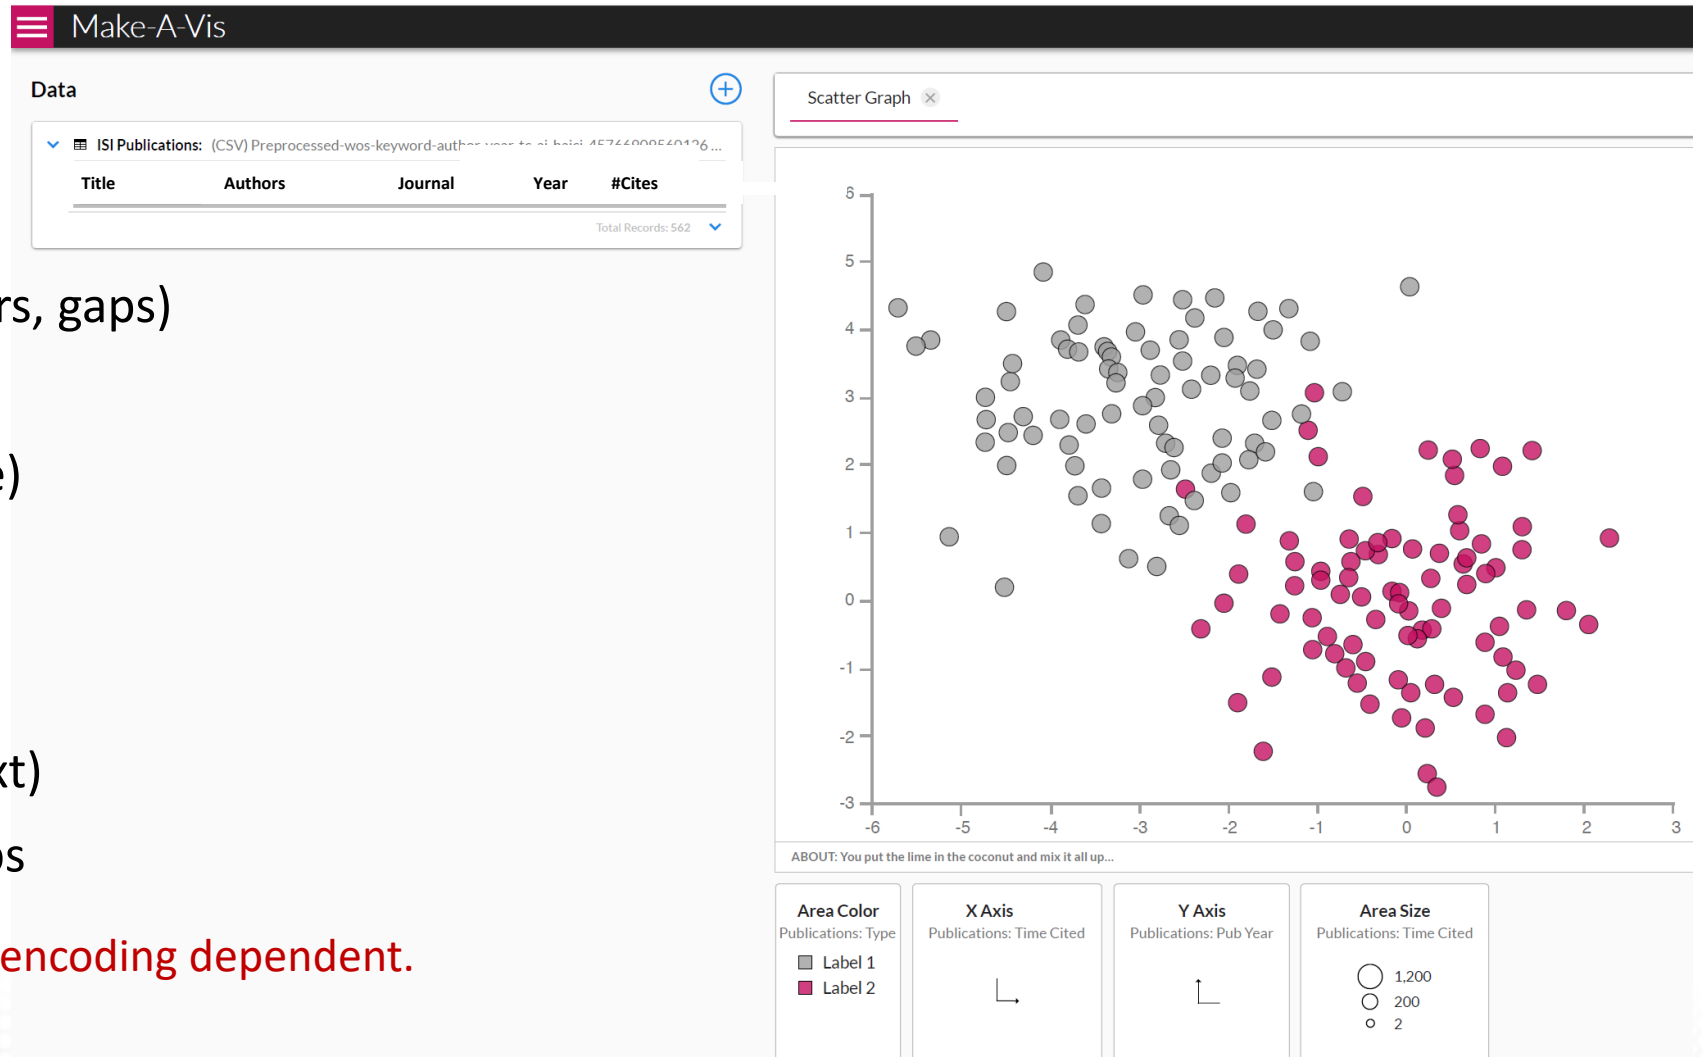 Make-A-Vis
Data
ISI Publications: (CSV) Preprocessed-wos-keyword-author-year-tc-
Title Authors Journal Year #Cites
Total Records: 562
rs, gaps)
e)
xt)
os
encoding dependent.
Scatter Graph
6
5
4
3
2
1
0
-1
-2
-3
-6 -5 -4 -3 -2 -1 0 1 2 3
ABOUT: You put the lime in the coconut and mix it all up...
Area Color
Publications: Type
Label 1
Label 2
X Axis
Publications: Time Cited
Y Axis
Publications: Pub Year
Area Size
Publications: Time Cited
1,200
200
2